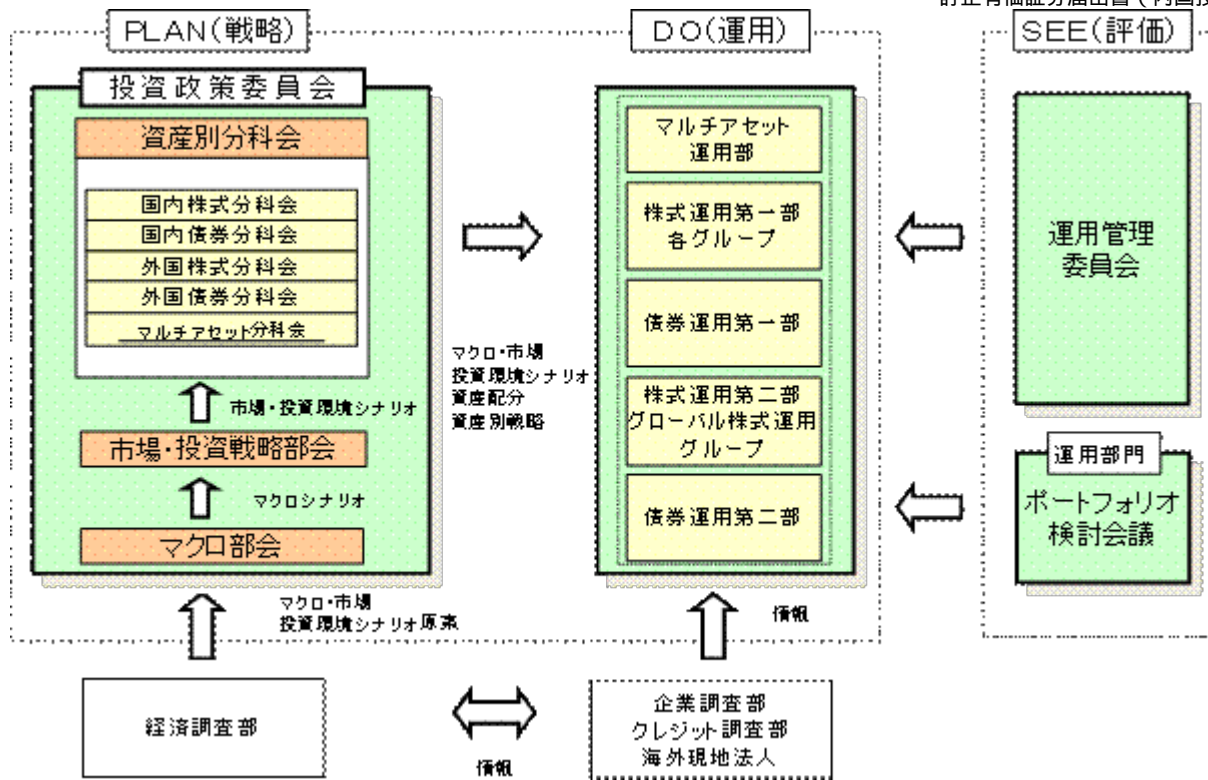 訂正有価証券届出書(内国投
PLAN(戦略)
投資政策委員会
資産別分科会
国内株式分科会
国内債券分科会
外国株式分科会
外国債券分科会
マルチアセット分科会
市場・投資環境シナリオ
市場・投資戦略部会
マクロシナリオ
マクロ部会
マクロ・市場
投資環境シナリオ原案
経済調査部
マクロ・市場
投資環境シナリオ
資産配分
資産別戦略
情報
DO(運用)
マルチアセット
運用部
株式運用第一部
各グループ
債券運用第一部
株式運用第二部
グローバル株式運用
グループ
債券運用第二部
情報
企業調査部
クレジット調査部
海外現地法人
SEE(評価)
運用管理
委員会
運用部門
ポートフォリオ
検討会議